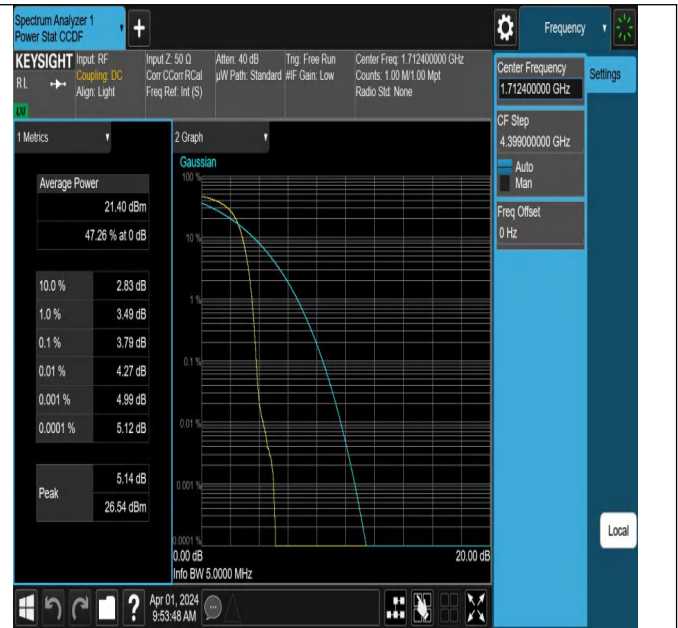 Spectrum Analyzer 1
Power Stat CCDF
+
Frequency
KEYSIGHT
RL
LXI
Input: RF
Coupling: DC
Align: Light
Input Z: 50 Ω
Corr CCorr RCal
Freq Ref: Int (S)
Atten: 40 dB
µW Path: Standard
Trig: Free Run
#IF Gain: Low
Center Freq: 1.712400000 GHz
Counts: 1.00 M/1.00 Mpt
Radio Std: None
Center Frequency
1.712400000 GHz
Settings
CF Step
4.399000000 GHz
Auto
Man
Freq Offset
0 Hz
Local
1 Metrics
Average Power
21.40 dBm
47.26 % at 0 dB
10.0 % 2.83 dB
1.0 % 3.49 dB
0.1 % 3.79 dB
0.01 % 4.27 dB
0.001 % 4.99 dB
0.0001 % 5.12 dB
Peak
5.14 dB
26.54 dBm
2 Graph
Gaussian
100 %
10 %
1 %
0.1 %
0.01 %
0.001 %
0.0001 %
0.00 dB 20.00 dB
Info BW 5.0000 MHz
?
Apr 01, 2024
9:53:48 AM